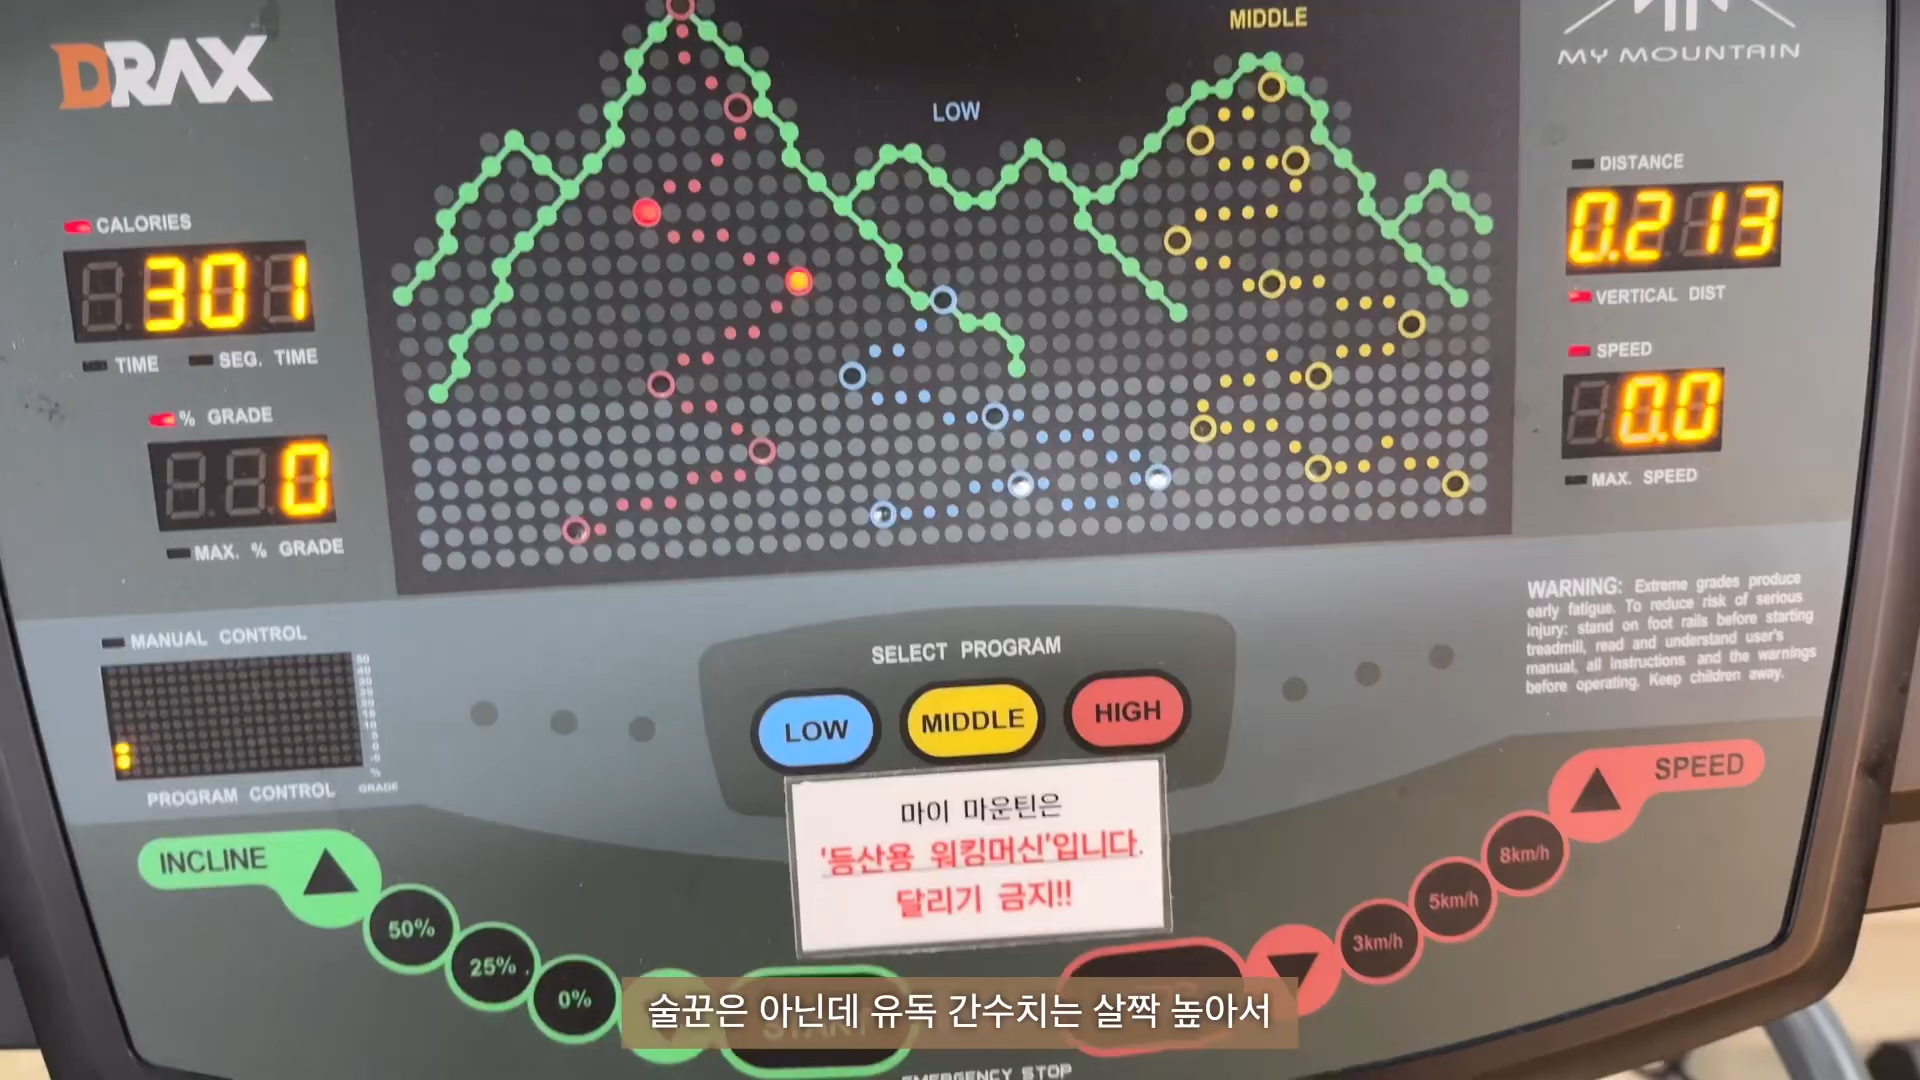 MIDDLE
DRAX
MY MOUNTAIN
LOW
DISTANCE
0.213
CALORIES
301
VERTICAL DIST
TIME
SEG. TIME
SPEED
0.0
% GRADE
0
MAX. SPEED
MAX. % GRADE
WARNING: Extreme grades produce
early fatigue. To reduce risk of serious
injury: stand on foot rails before starting
treadmill, read and understand user's
manual, all instructions and the warnings
before operating. Keep children away.
MANUAL CONTROL
SELECT PROGRAM
LOW
MIDDLE
HIGH
PROGRAM CONTROL
GRADE
%
SPEED
마이 마운틴은
'등산용 워킹머신'입니다.
달리기 금지!!
INCLINE
8km/h
5km/h
3km/h
50%
25%
0%
술꾼은 아닌데 유독 간수치는 살짝 높아서
START
EMERGENCY STOP